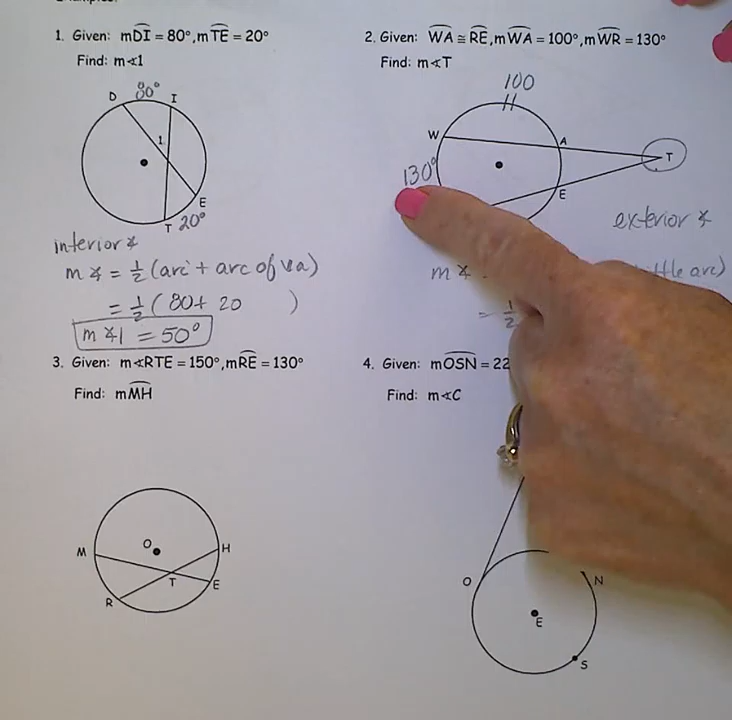 1. Given: mDI = 80°, mTE = 20°
Find: m∢1
80°
D
I
1
E
T 20°
interior ∢
m∢ = 1/2 (arc + arc of va)
= 1/2 ( 80+ 20 )
m∢1 = 50°
2. Given: WA ≅ RE, mWA = 100°, mWR = 130°
Find: m∢T
100
W
A
T
130°
E
exterior ∢
m∢
arc)
= 1/2
3. Given: m∢RTE = 150°, mRE = 130°
Find: mMH
O
M
H
T
E
R
4. Given: mOSN = 22
Find: m∢C
O
N
E
S